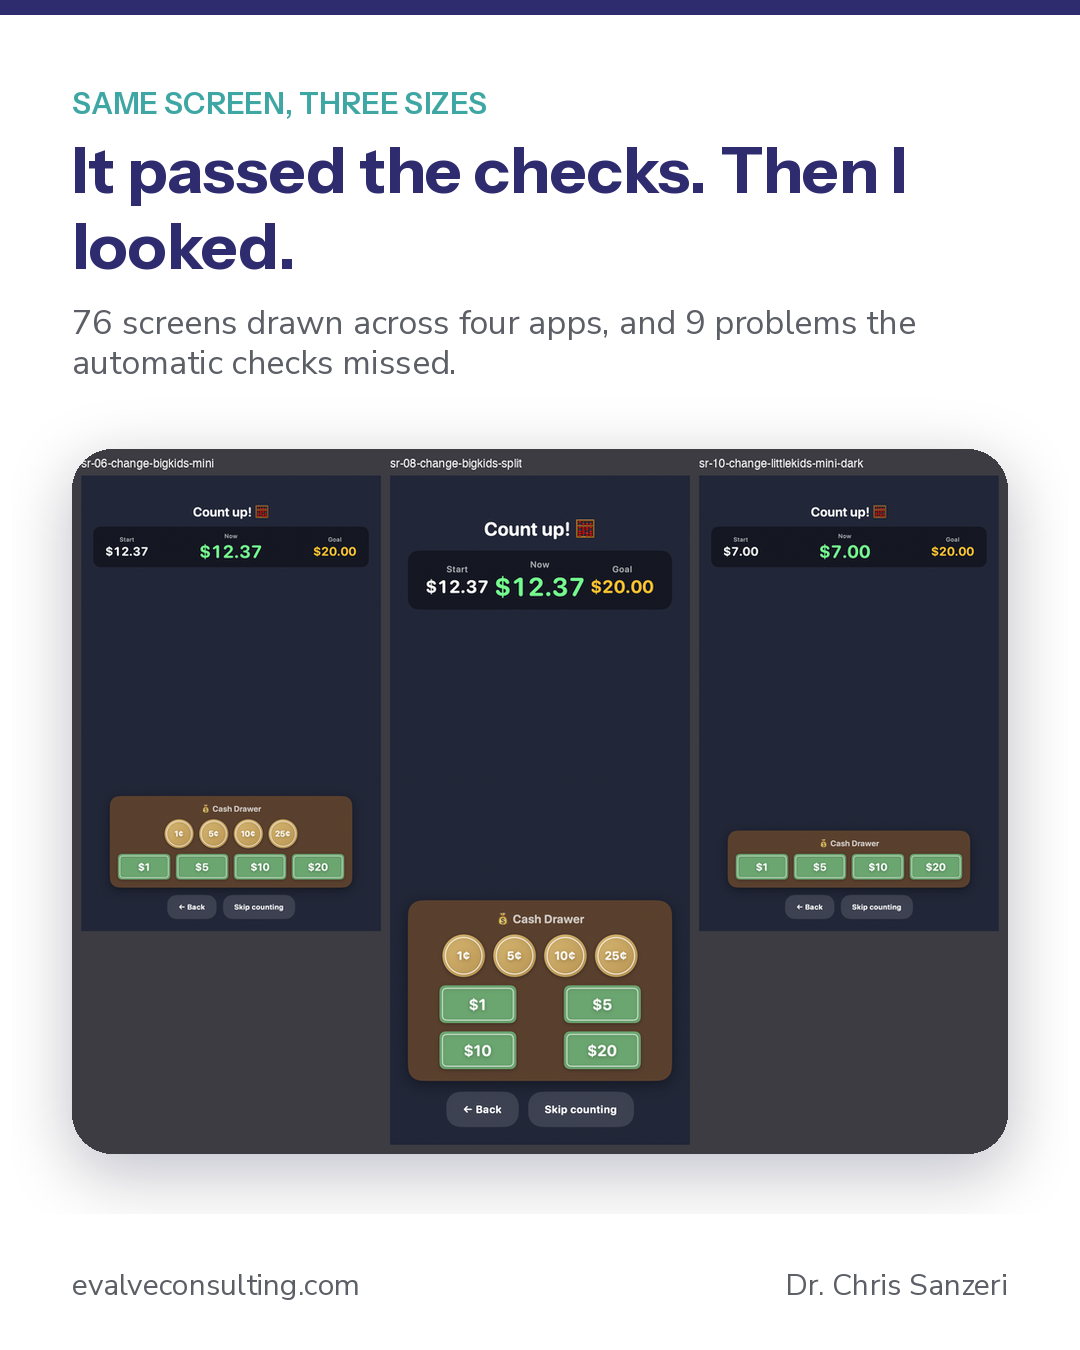 SAME SCREEN, THREE SIZES
It passed the checks. Then I
looked.
76 screens drawn across four apps, and 9 problems the
automatic checks missed.
sr-06-change-bigkids-mini
Count up!
Start Now Goal
$12.37 $12.37 $20.00
Cash Drawer
1¢ 5¢ 10¢ 25¢
$1 $5 $10 $20
← Back Skip counting
sr-08-change-bigkids-split
Count up!
Start Now Goal
$12.37 $12.37 $20.00
Cash Drawer
1¢ 5¢ 10¢ 25¢
$1 $5
$10 $20
← Back Skip counting
sr-10-change-littlekids-mini-dark
Count up!
Start Now Goal
$7.00 $7.00 $20.00
Cash Drawer
$1 $5 $10 $20
← Back Skip counting
evalveconsulting.com
Dr. Chris Sanzeri